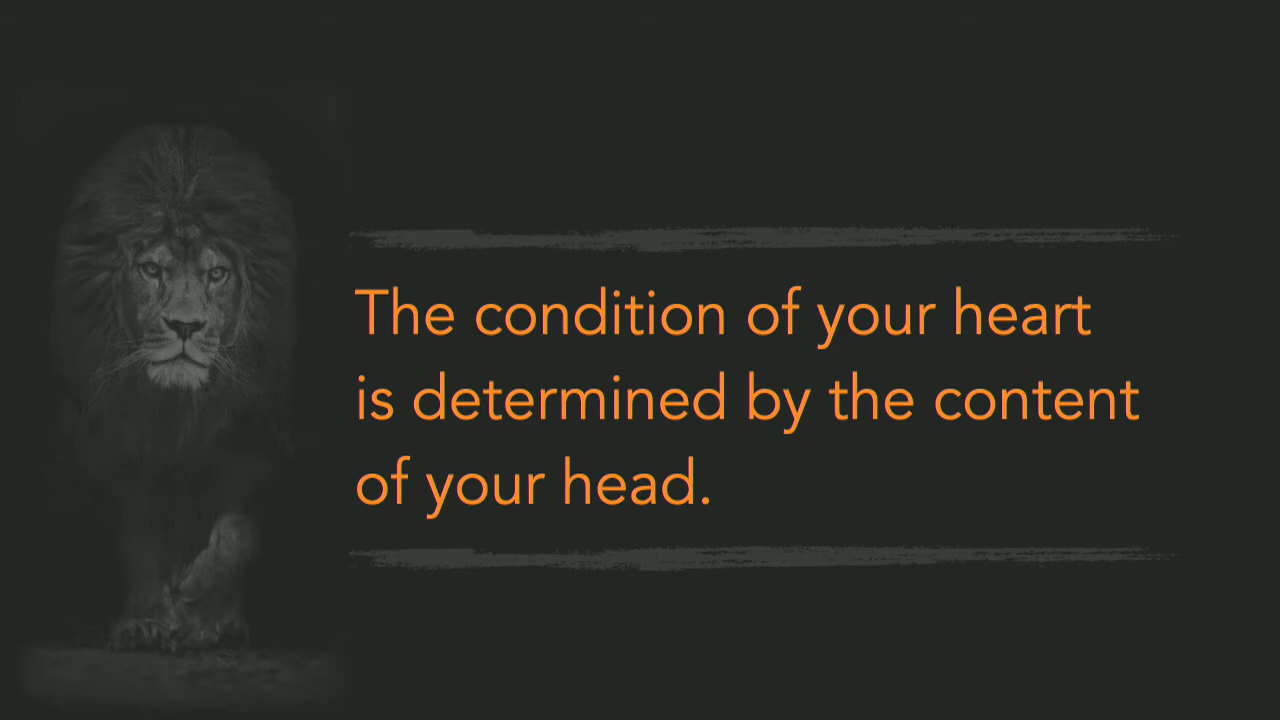 The condition of your heart
is determined by the content
of your head.